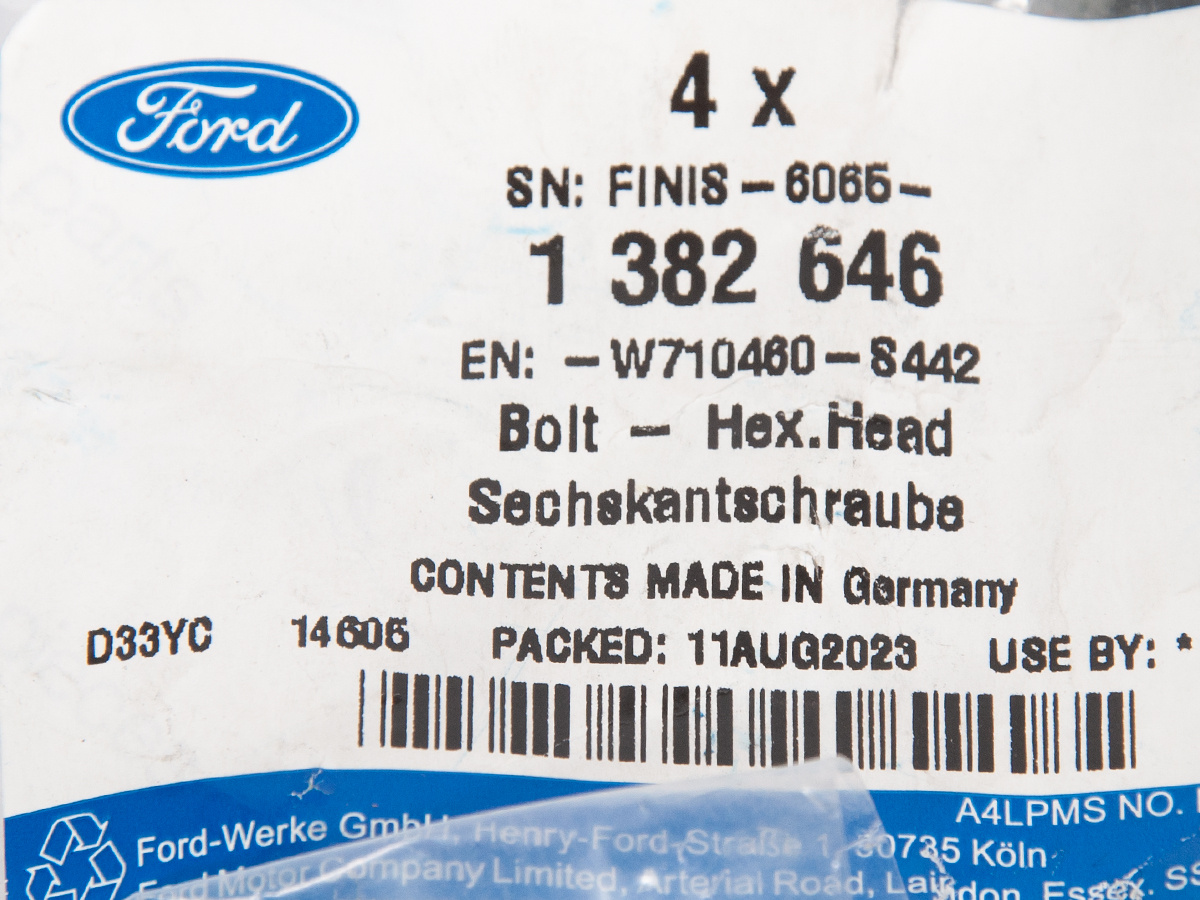 Ford
4 x
SN: FINIS-6065-
1 382 646
EN: -W710460-S442
Bolt - Hex.Head
Sechskantschraube
CONTENTS MADE IN Germany
D33YC 14606 PACKED: 11AUG2023 USE BY: *
A4LPMS NO.
Ford-Werke GmbH, Henry-Ford-Straße 1, 50735 Köln
Ford Motor Company Limited, Arterial Road, Essex. SS